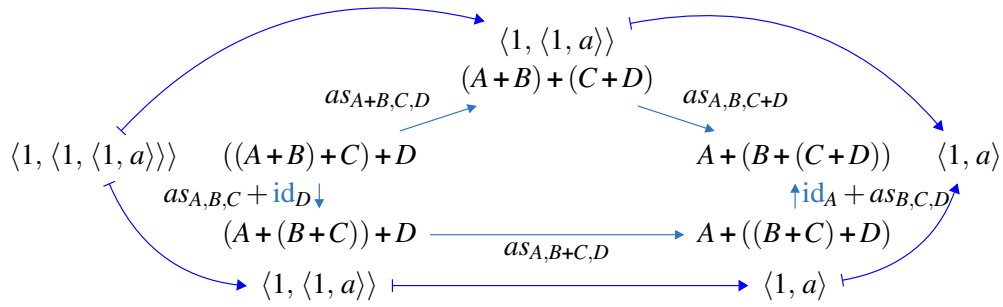 ⟨1, ⟨1, a⟩⟩
(A + B) + (C + D)
as_{A+B,C,D} as_{A,B,C+D}
⟨1, ⟨1, ⟨1, a⟩⟩⟩ ((A + B) + C) + D A + (B + (C + D)) ⟨1, a⟩
as_{A,B,C} + id_D id_A + as_{B,C,D}
(A + (B + C)) + D A + ((B + C) + D)
as_{A,B+C,D}
⟨1, ⟨1, a⟩⟩ ⟨1, a⟩